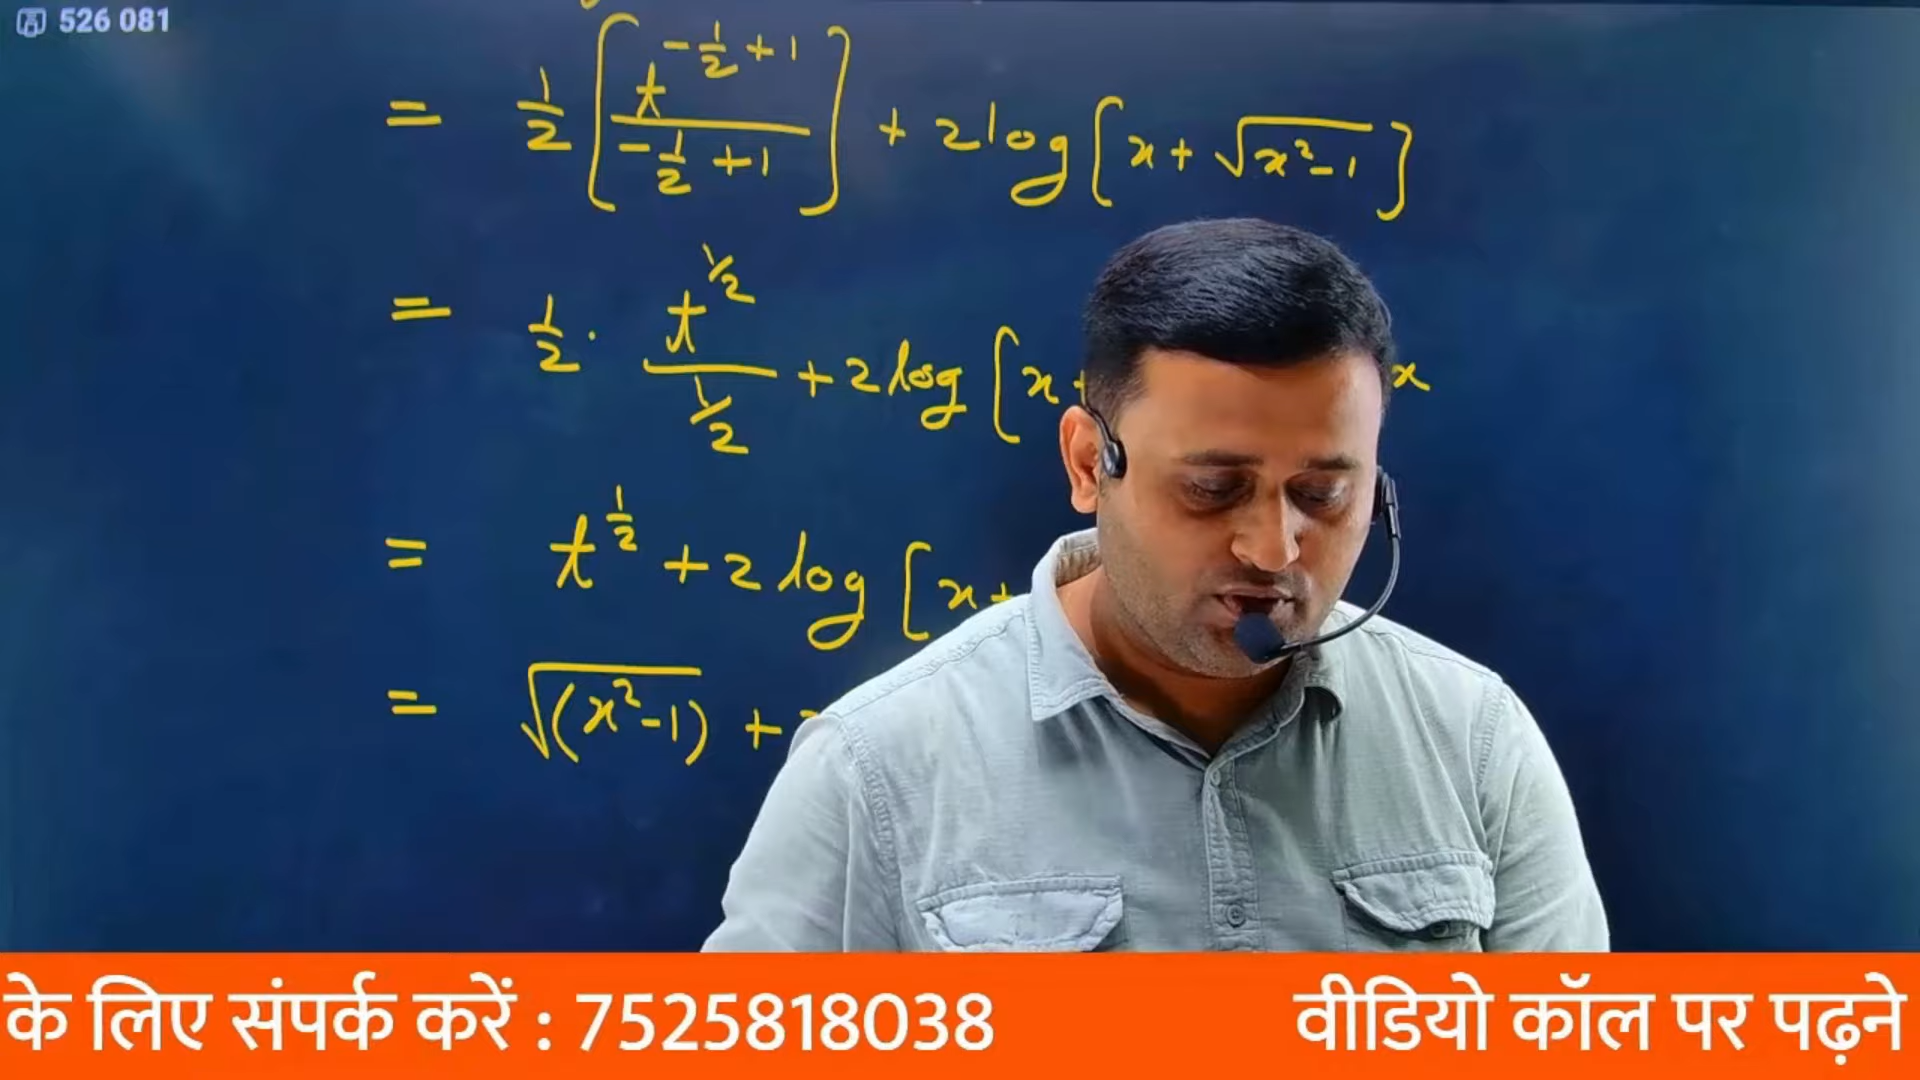 526 081
= 1/2 [t^(-1/2 + 1) / (-1/2 + 1)] + 2log[x + √(x²-1)]
= 1/2 · t^(1/2) / (1/2) + 2log[x + x
= t^(1/2) + 2log[x +
= √(x²-1) +
के लिए संपर्क करें : 7525818038 वीडियो कॉल पर पढ़ने